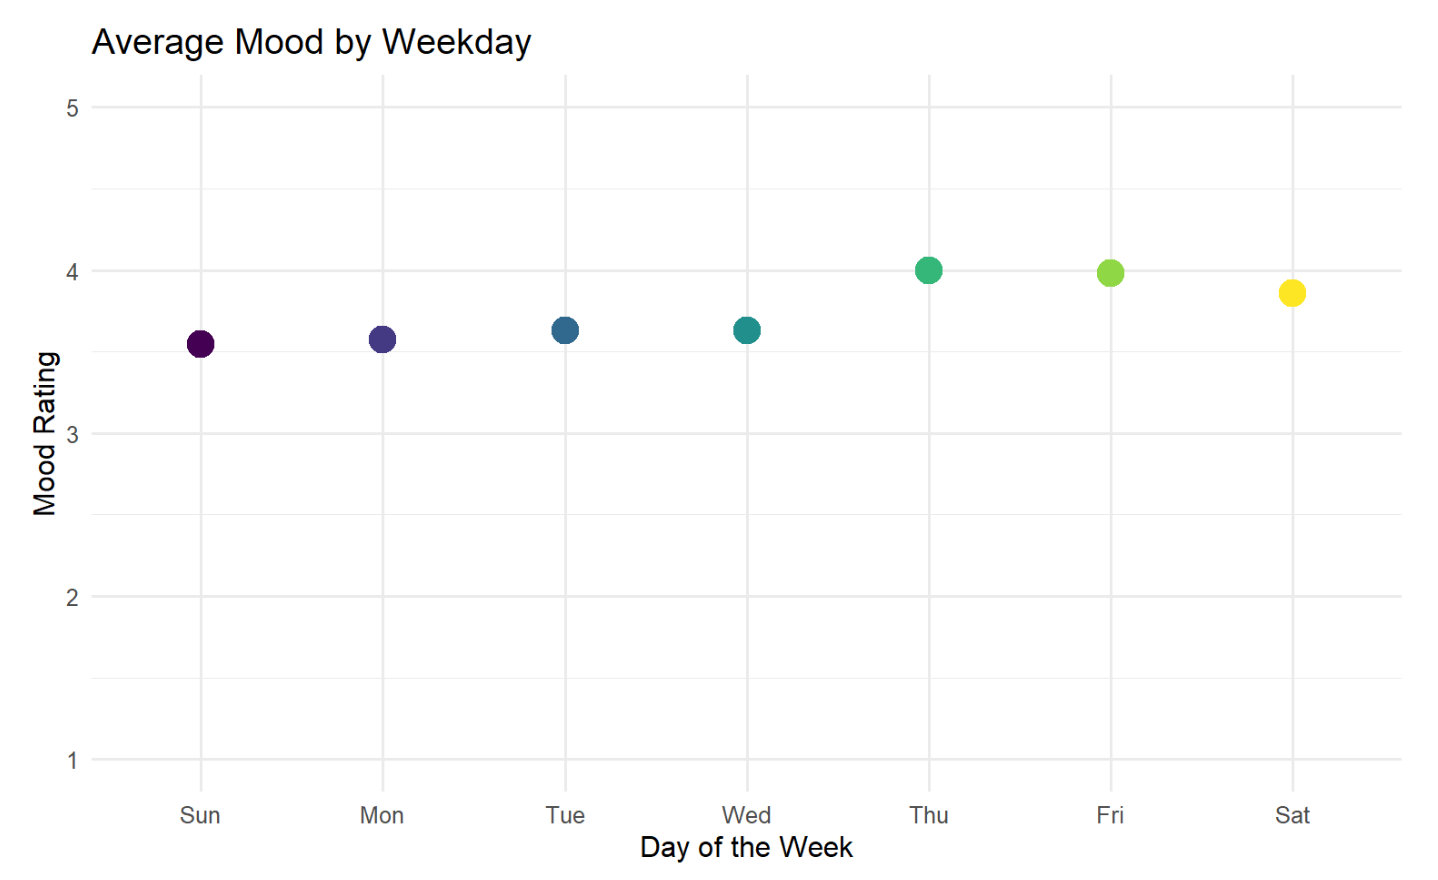 Average Mood by Weekday
5
4
3
2
1
Mood Rating
Sun Mon Tue Wed Thu Fri Sat
Day of the Week